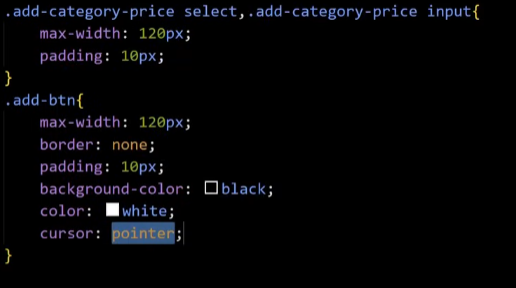 .add-category-price select,.add-category-price input{
    max-width: 120px;
    padding: 10px;
}
.add-btn{
    max-width: 120px;
    border: none;
    padding: 10px;
    background-color: black;
    color: white;
    cursor: pointer;
}